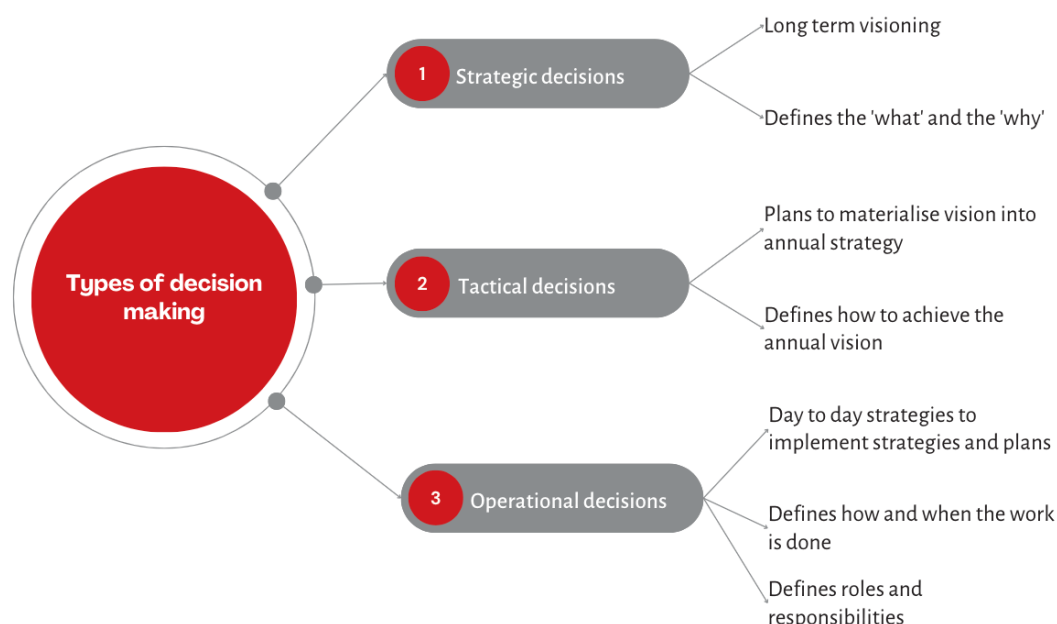 Types of decision
making
1
Strategic decisions
Long term visioning
Defines the 'what' and the 'why'
2
Tactical decisions
Plans to materialise vision into
annual strategy
Defines how to achieve the
annual vision
3
Operational decisions
Day to day strategies to
implement strategies and plans
Defines how and when the work
is done
Defines roles and
responsibilities